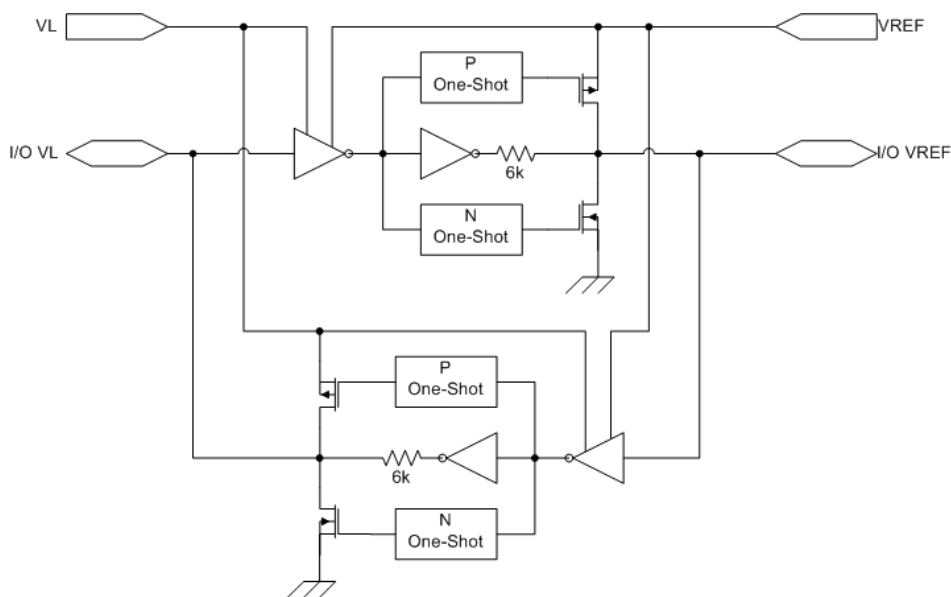 VL
VREF
P
One-Shot
I/O VL
6k
I/O VREF
N
One-Shot
P
One-Shot
6k
N
One-Shot